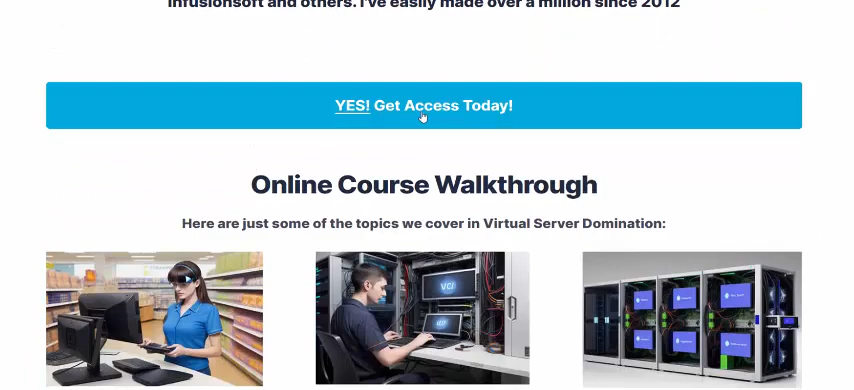 Infusionsoft and others. I've easily made over a million since 2012
YES! Get Access Today!
Online Course Walkthrough
Here are just some of the topics we cover in Virtual Server Domination:
VCI